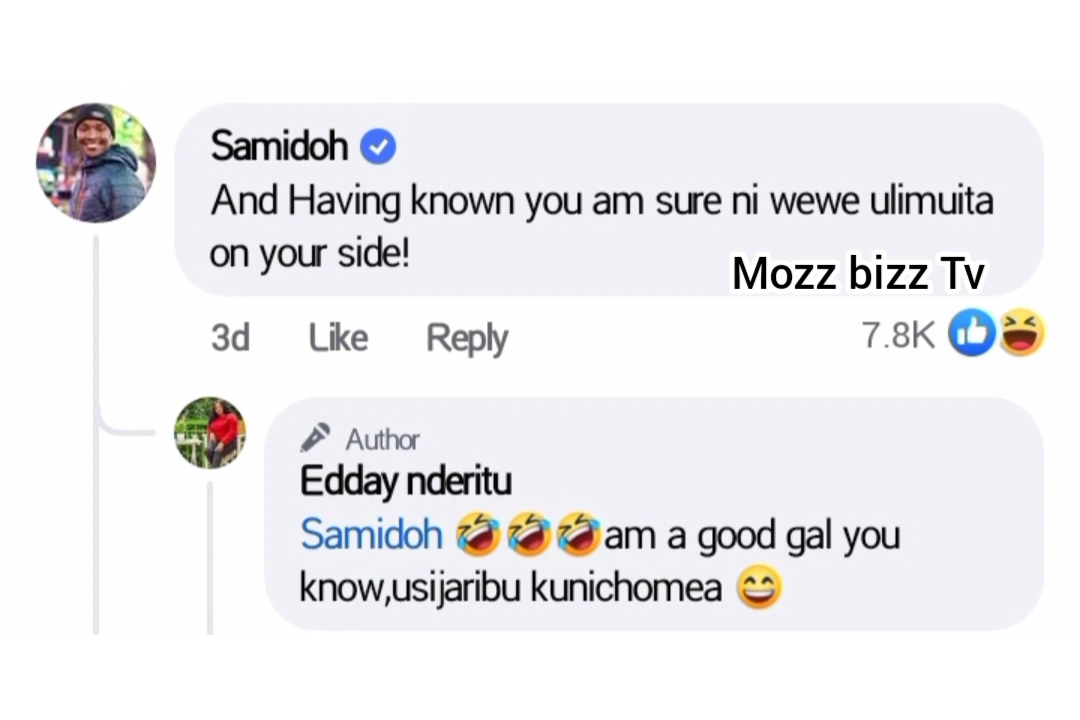 Samidoh
And Having known you am sure ni wewe ulimuita
on your side!
Mozz bizz Tv
3d Like Reply 7.8K
Author
Edday nderitu
Samidoh 🤣🤣🤣am a good gal you
know,usijaribu kunichomea 😄